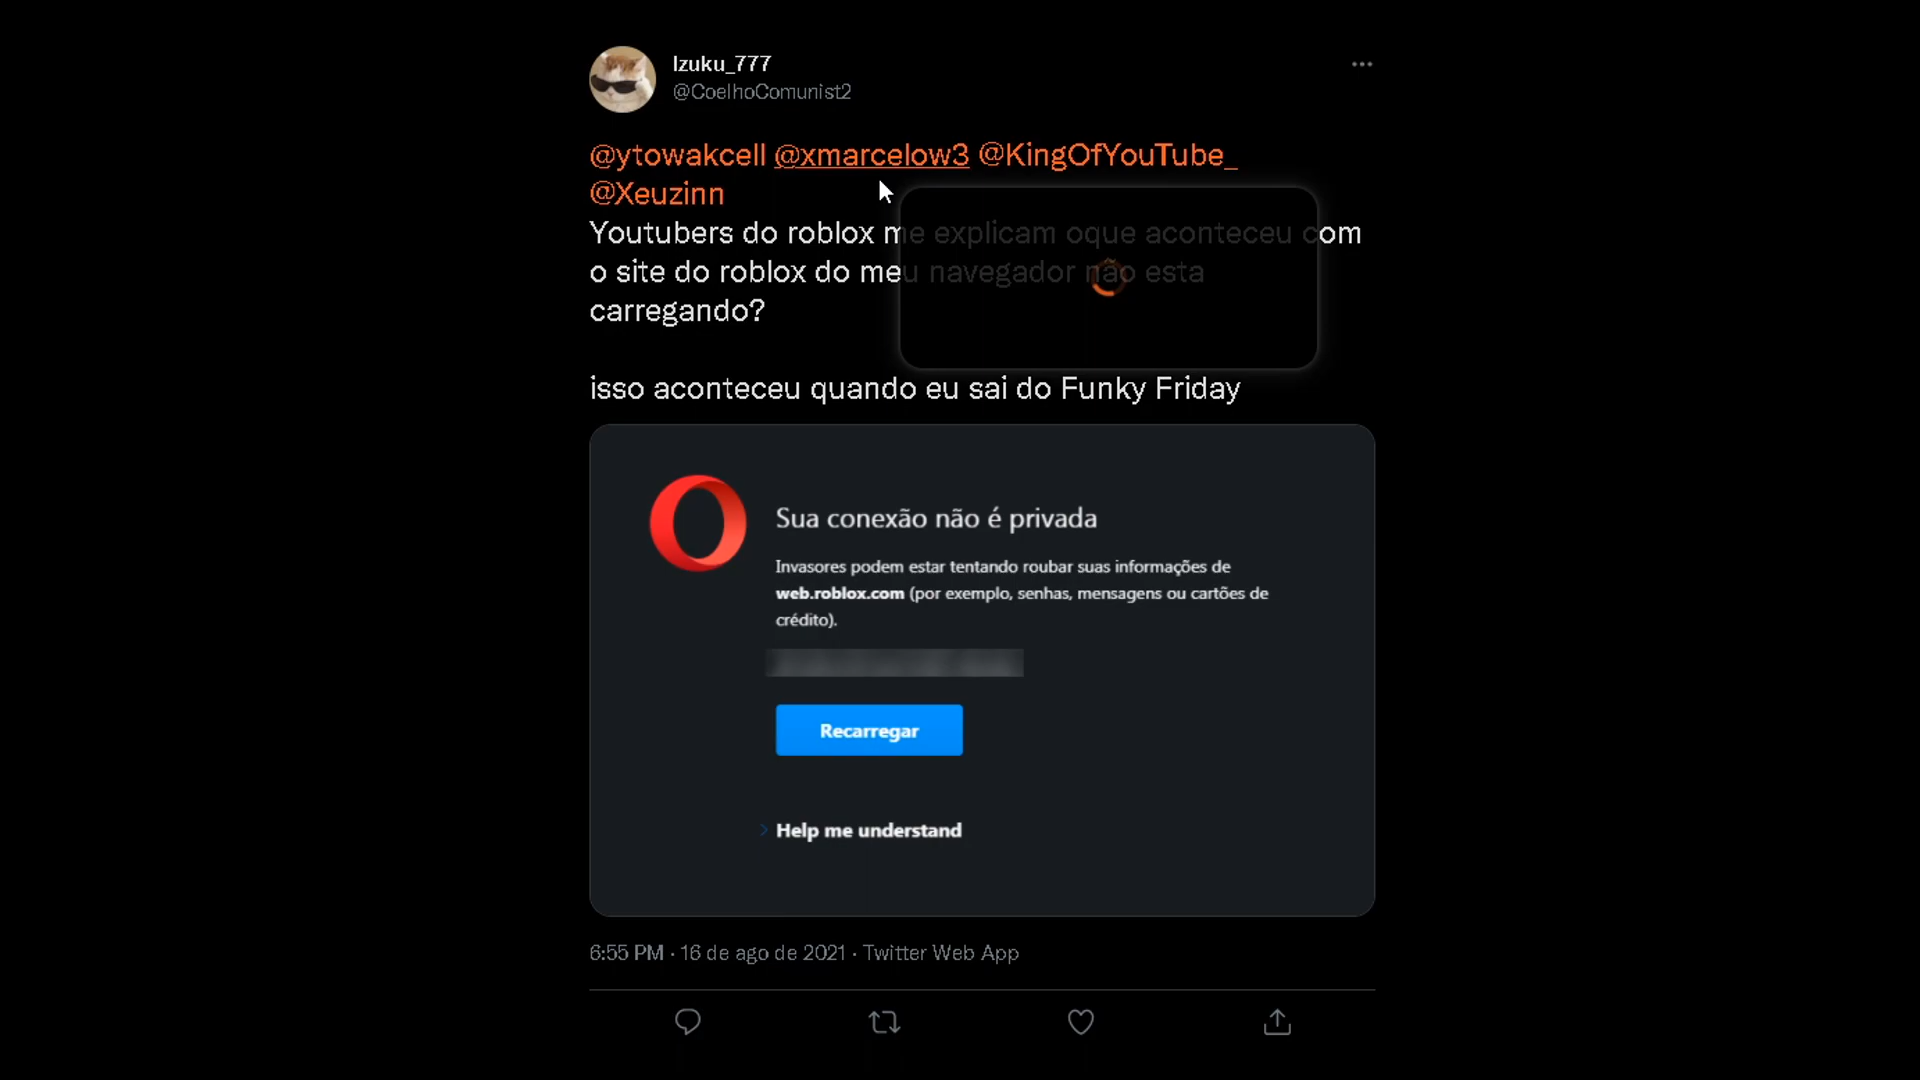 Izuku_777
@CoelhoComunist2
@ytowakcell @xmarcelow3 @KingOfYouTube_
@Xeuzinn
Youtubers do roblox me explicam oque aconteceu com
o site do roblox do meu navegador não esta
carregando?
isso aconteceu quando eu sai do Funky Friday
Sua conexão não é privada
Invasores podem estar tentando roubar suas informações de
web.roblox.com (por exemplo, senhas, mensagens ou cartões de
crédito).
Recarregar
Help me understand
6:55 PM · 16 de ago de 2021 · Twitter Web App